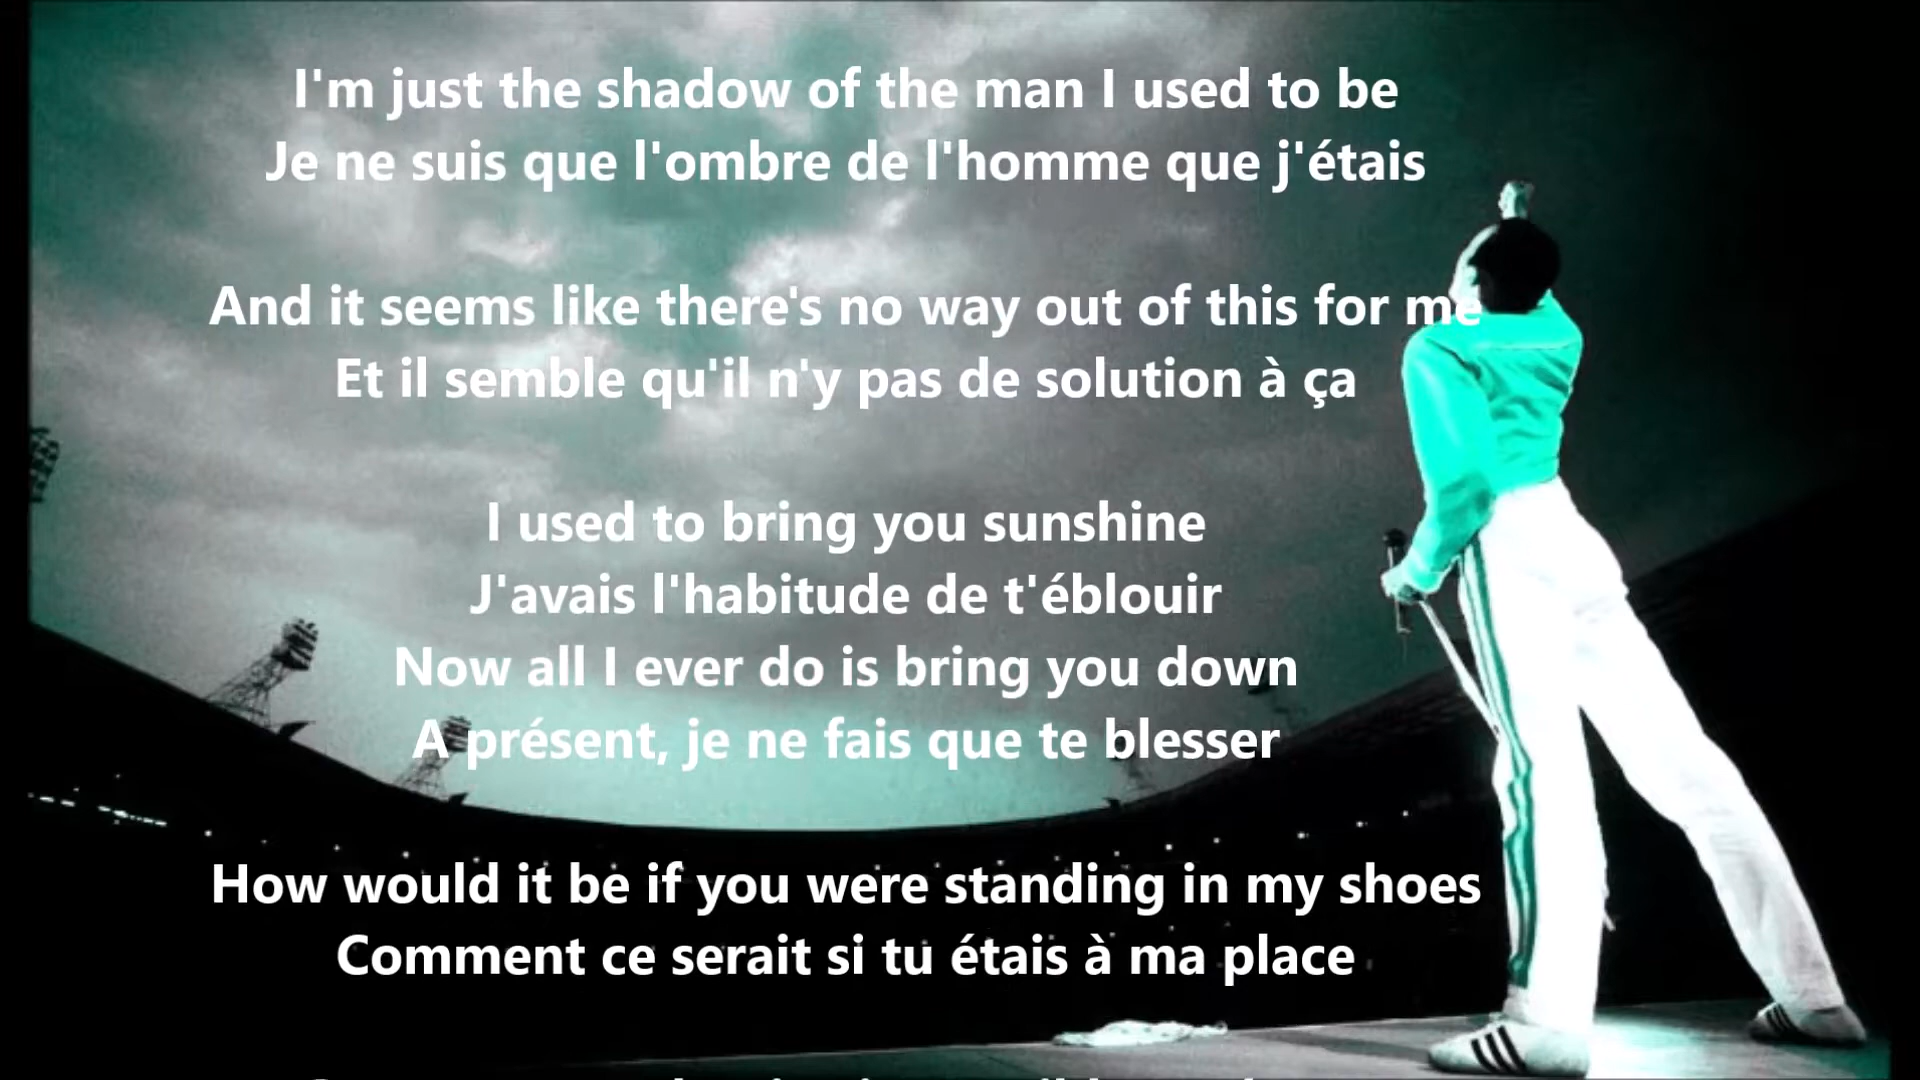 I'm just the shadow of the man I used to be
Je ne suis que l'ombre de l'homme que j'étais
And it seems like there's no way out of this for me
Et il semble qu'il n'y pas de solution à ça
I used to bring you sunshine
J'avais l'habitude de t'éblouir
Now all I ever do is bring you down
A présent, je ne fais que te blesser
How would it be if you were standing in my shoes
Comment ce serait si tu étais à ma place